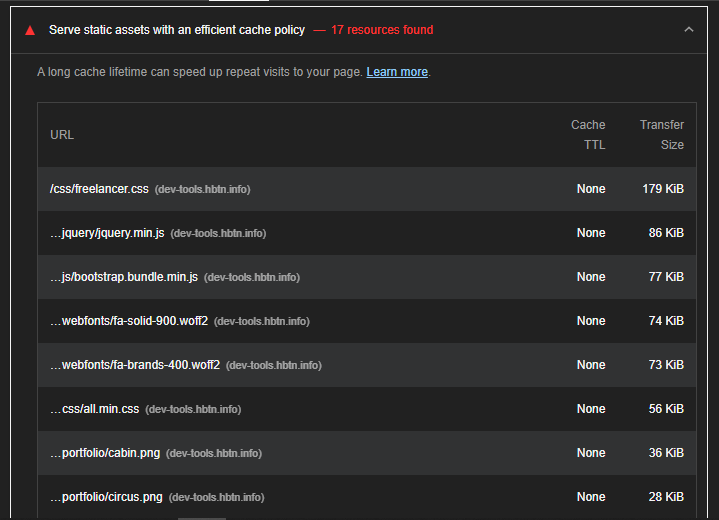 Serve static assets with an efficient cache policy — 17 resources found
A long cache lifetime can speed up repeat visits to your page. Learn more.
URL Cache TTL Transfer Size
/css/freelancer.css (dev-tools.hbtn.info) None 179 KiB
…jquery/jquery.min.js (dev-tools.hbtn.info) None 86 KiB
…js/bootstrap.bundle.min.js (dev-tools.hbtn.info) None 77 KiB
…webfonts/fa-solid-900.woff2 (dev-tools.hbtn.info) None 74 KiB
…webfonts/fa-brands-400.woff2 (dev-tools.hbtn.info) None 73 KiB
…css/all.min.css (dev-tools.hbtn.info) None 56 KiB
…portfolio/cabin.png (dev-tools.hbtn.info) None 36 KiB
…portfolio/circus.png (dev-tools.hbtn.info) None 28 KiB